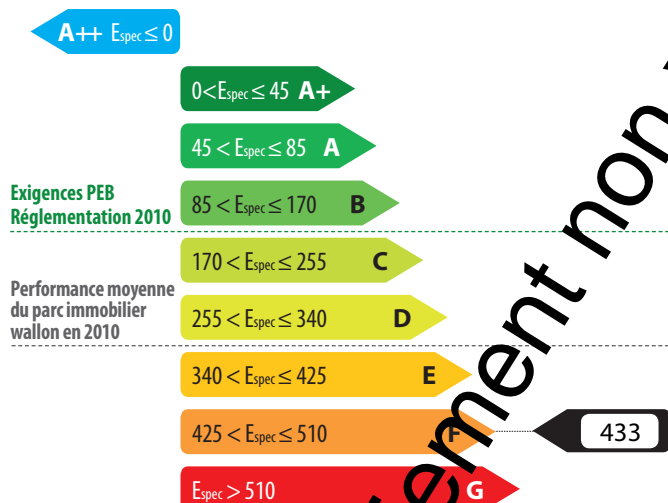 A++ Espec ≤ 0
0<Espec ≤ 45 A+
45 < Espec ≤ 85 A
Exigences PEB
Réglementation 2010
85 < Espec ≤ 170 B
170 < Espec ≤ 255 C
Performance moyenne
du parc immobilier
wallon en 2010
255 < Espec ≤ 340 D
340 < Espec ≤ 425 E
425 < Espec ≤ 510 F
433
Espec > 510 G
non